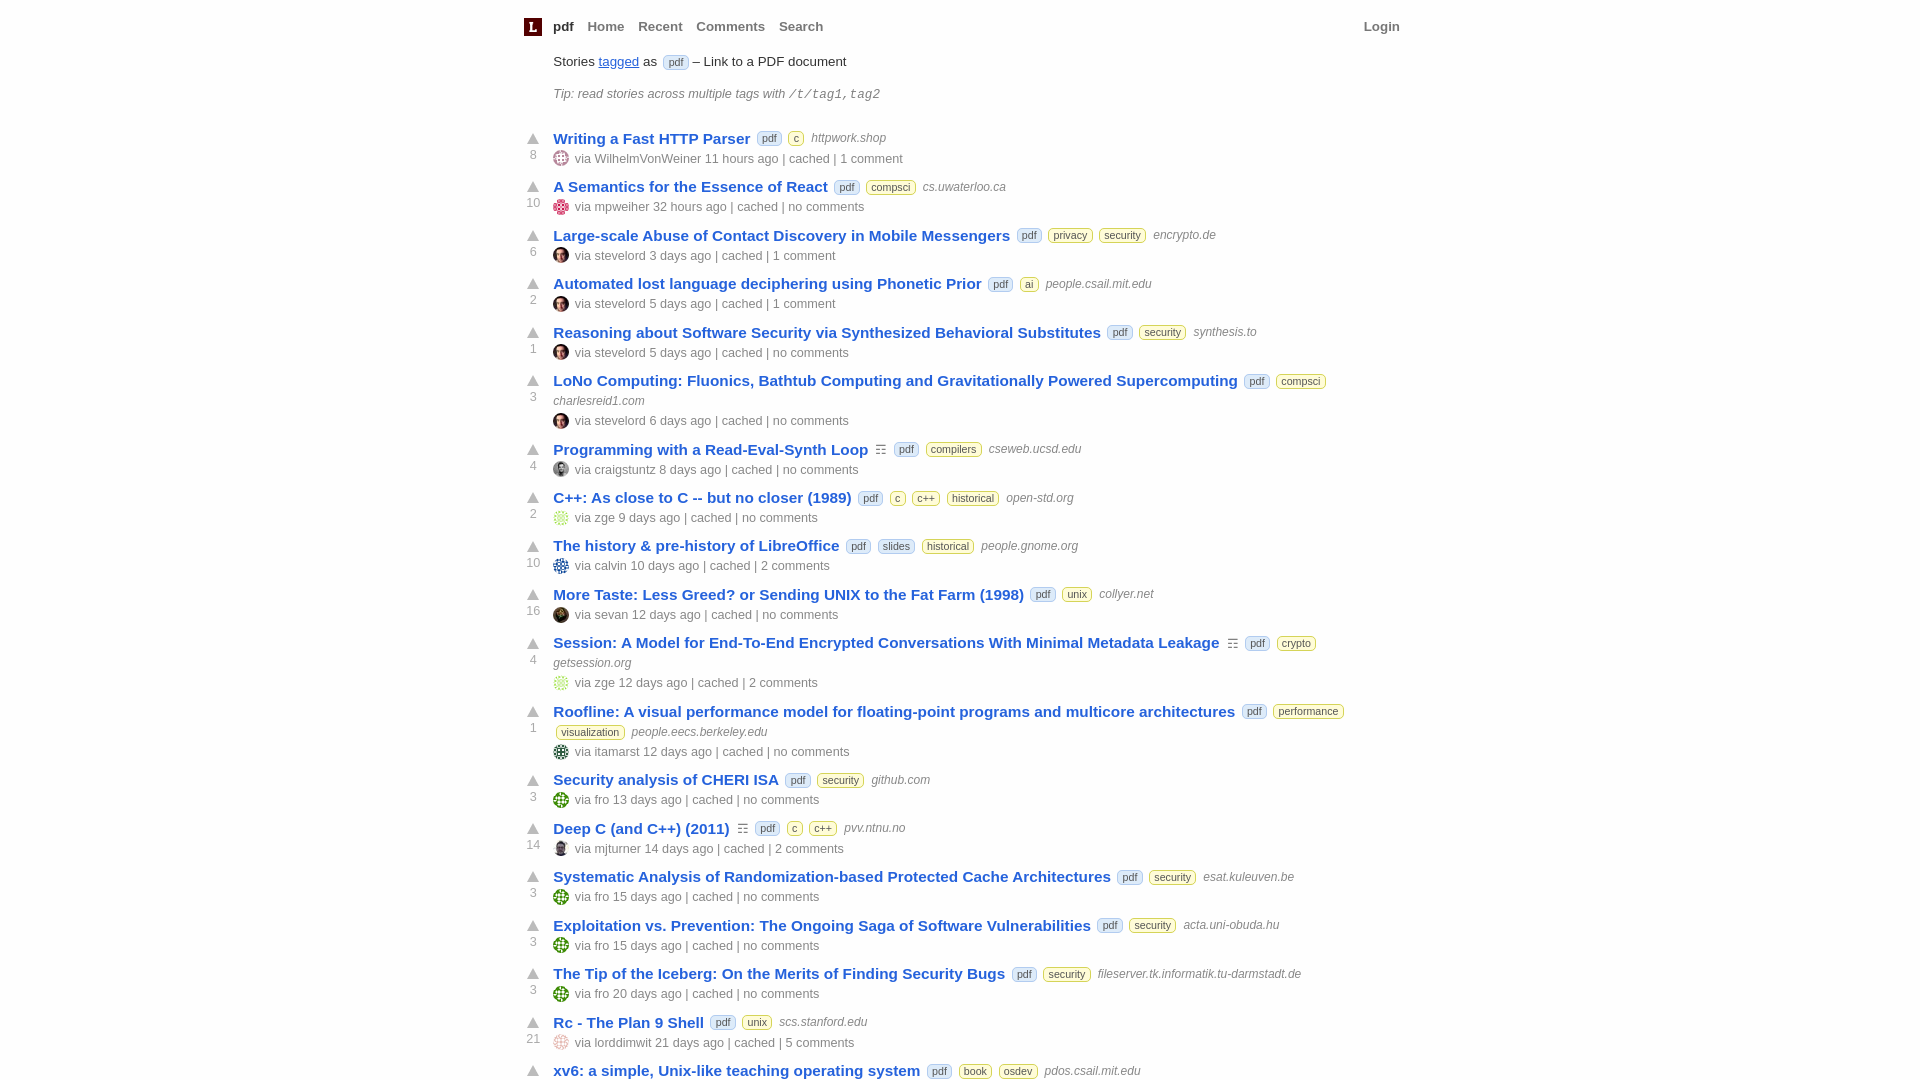 L pdf Home Recent Comments Search Login
Stories tagged as pdf – Link to a PDF document
Tip: read stories across multiple tags with /t/tag1,tag2
Writing a Fast HTTP Parser pdf c httpwork.shop
8 via WilhelmVonWeiner 11 hours ago | cached | 1 comment
A Semantics for the Essence of React pdf compsci cs.uwaterloo.ca
10 via mpweiher 32 hours ago | cached | no comments
Large-scale Abuse of Contact Discovery in Mobile Messengers pdf privacy security encrypto.de
6 via stevelord 3 days ago | cached | 1 comment
Automated lost language deciphering using Phonetic Prior pdf ai people.csail.mit.edu
2 via stevelord 5 days ago | cached | 1 comment
Reasoning about Software Security via Synthesized Behavioral Substitutes pdf security synthesis.to
1 via stevelord 5 days ago | cached | no comments
LoNo Computing: Fluonics, Bathtub Computing and Gravitationally Powered Supercomputing pdf compsci
3 charlesreid1.com
via stevelord 6 days ago | cached | no comments
Programming with a Read-Eval-Synth Loop ☶ pdf compilers cseweb.ucsd.edu
4 via craigstuntz 8 days ago | cached | no comments
C++: As close to C -- but no closer (1989) pdf c c++ historical open-std.org
2 via zge 9 days ago | cached | no comments
The history & pre-history of LibreOffice pdf slides historical people.gnome.org
10 via calvin 10 days ago | cached | 2 comments
More Taste: Less Greed? or Sending UNIX to the Fat Farm (1998) pdf unix collyer.net
16 via sevan 12 days ago | cached | no comments
Session: A Model for End-To-End Encrypted Conversations With Minimal Metadata Leakage ☶ pdf crypto
4 getsession.org
via zge 12 days ago | cached | 2 comments
Roofline: A visual performance model for floating-point programs and multicore architectures pdf performance
1 visualization people.eecs.berkeley.edu
via itamarst 12 days ago | cached | no comments
Security analysis of CHERI ISA pdf security github.com
3 via fro 13 days ago | cached | no comments
Deep C (and C++) (2011) ☶ pdf c c++ pvv.ntnu.no
14 via mjturner 14 days ago | cached | 2 comments
Systematic Analysis of Randomization-based Protected Cache Architectures pdf security esat.kuleuven.be
3 via fro 15 days ago | cached | no comments
Exploitation vs. Prevention: The Ongoing Saga of Software Vulnerabilities pdf security acta.uni-obuda.hu
3 via fro 15 days ago | cached | no comments
The Tip of the Iceberg: On the Merits of Finding Security Bugs pdf security fileserver.tk.informatik.tu-darmstadt.de
3 via fro 20 days ago | cached | no comments
Rc - The Plan 9 Shell pdf unix scs.stanford.edu
21 via lorddimwit 21 days ago | cached | 5 comments
xv6: a simple, Unix-like teaching operating system pdf book osdev pdos.csail.mit.edu